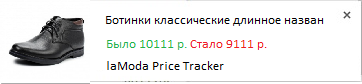 Ботинки классические длинное назван
Было 10111 р. Стало 9111 р.
laModa Price Tracker